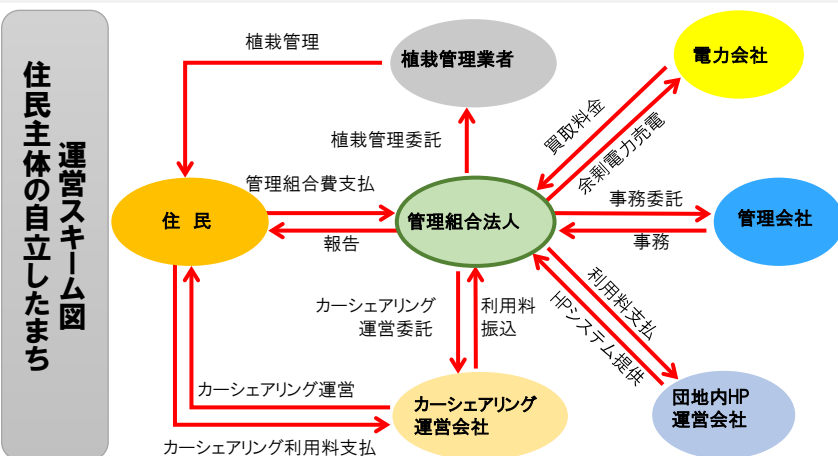 住民主体の自立したまち
運営スキーム図
植栽管理
植栽管理業者
電力会社
植栽管理委託
買取料金
余剰電力売電
管理組合費支払
住 民
報告
管理組合法人
事務委託
事務
管理会社
カーシェアリング
運営委託
利用料
振込
利用料支払
HPシステム提供
カーシェアリング運営
カーシェアリング
運営会社
団地内HP
運営会社
カーシェアリング利用料支払